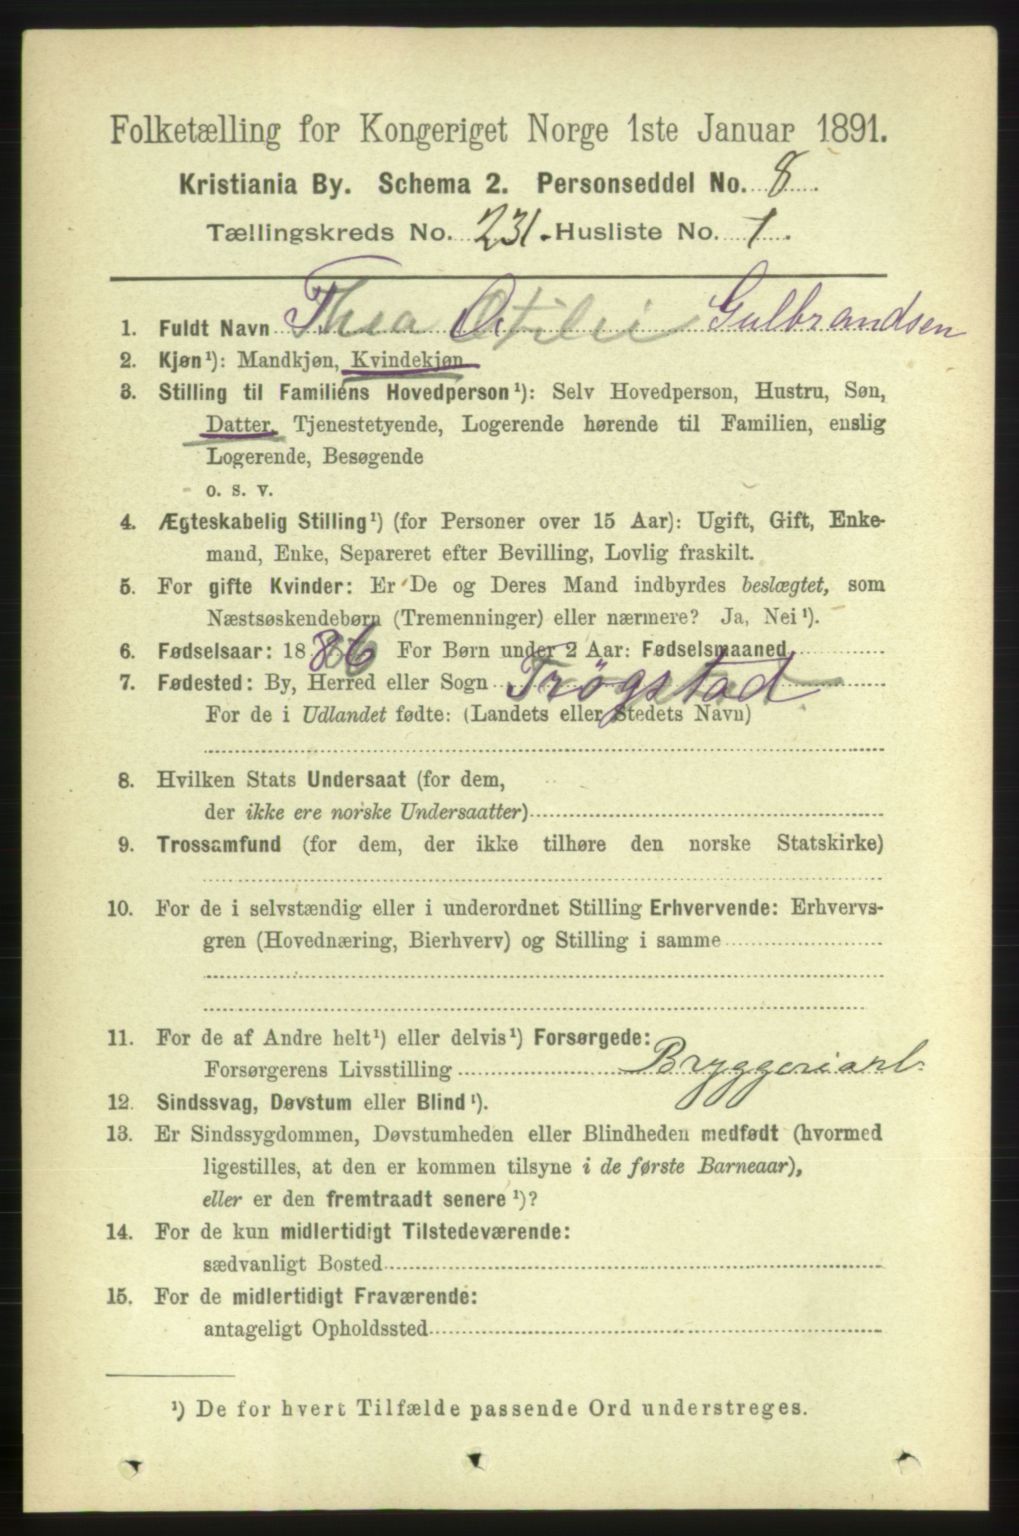 Folketælling for Kongeriget Norge 1ste Januar 1891.
Kristiania By. Schema 2. Personseddel No. 8.
Tællingskreds No. 231. Husliste No. 1.
1. Fuldt Navn Thea Otilie Gulbrandsen
2. Kjøn¹): Mandkjøn, Kvindekjøn
3. Stilling til Familiens Hovedperson¹): Selv Hovedperson, Hustru, Søn,
Datter, Tjenestetyende, Logerende hørende til Familien, enslig
Logerende, Besøgende
o. s. v.
4. Ægteskabelig Stilling¹) (for Personer over 15 Aar): Ugift, Gift, Enke-
mand, Enke, Separeret efter Bevilling, Lovlig fraskilt.
5. For gifte Kvinder: Er De og Deres Mand indbyrdes beslægtet, som
Næstsøskendebørn (Tremenninger) eller nærmere? Ja, Nei¹).
6. Fødselsaar: 1886 For Børn under 2 Aar: Fødselsmaaned
7. Fødested: By, Herred eller Sogn Trøgstad
For de i Udlandet fødte: (Landets eller Stedets Navn)
8. Hvilken Stats Undersaat (for dem,
der ikke ere norske Undersaatter)
9. Trossamfund (for dem, der ikke tilhøre den norske Statskirke)
10. For de i selvstændig eller i underordnet Stilling Erhvervende: Erhvervs-
gren (Hovednæring, Bierhverv) og Stilling i samme
11. For de af Andre helt¹) eller delvis¹) Forsørgede:
Forsørgerens Livsstilling Bryggeriarb.
12. Sindssvag, Døvstum eller Blind¹).
13. Er Sindssygdommen, Døvstumheden eller Blindheden medfødt (hvormed
ligestilles, at den er kommen tilsyne i de første Barneaar),
eller er den fremtraadt senere¹)?
14. For de kun midlertidigt Tilstedeværende:
sædvanligt Bosted
15. For de midlertidigt Fraværende:
antageligt Opholdssted
¹) De for hvert Tilfælde passende Ord understreges.